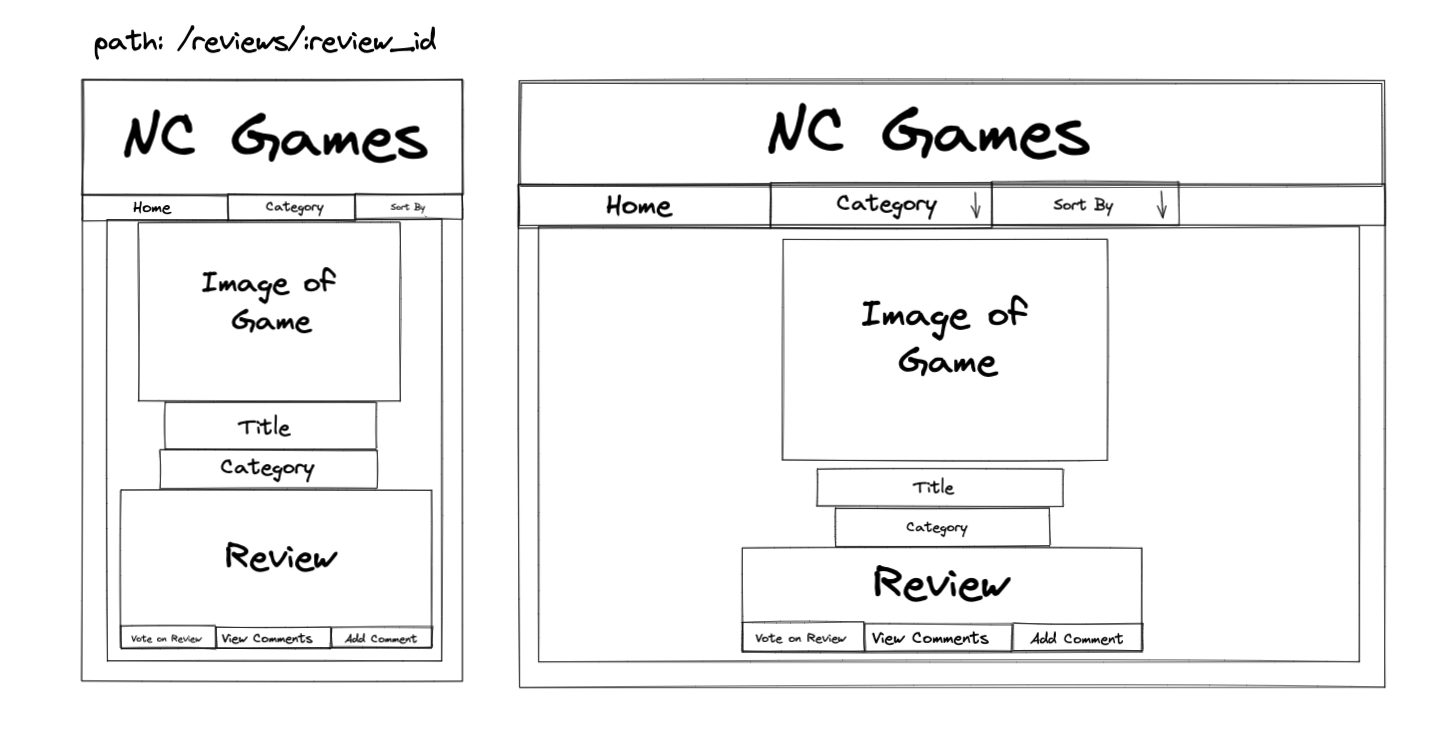 path: /reviews/:review_id
NC Games
Home
Category
Sort By
Image of
Game
Title
Category
Review
Vote on Review
View Comments
Add Comment
NC Games
Home
Category ↓
Sort By ↓
Image of
Game
Title
Category
Review
Vote on Review
View Comments
Add Comment